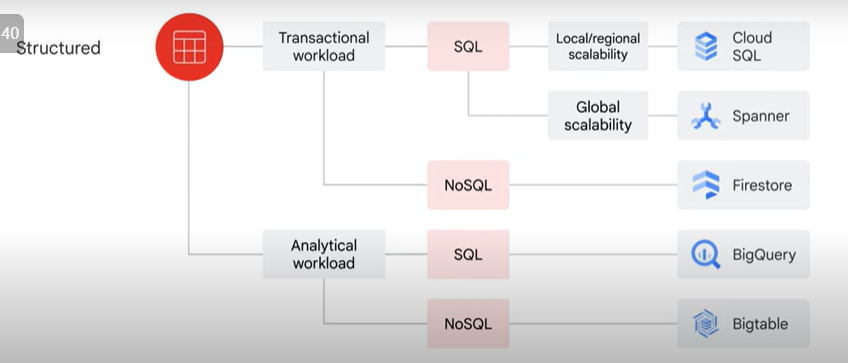 40
Structured
Transactional
workload
SQL
Local/regional
scalability
Cloud
SQL
Global
scalability
Spanner
NoSQL
Firestore
Analytical
workload
SQL
BigQuery
NoSQL
Bigtable